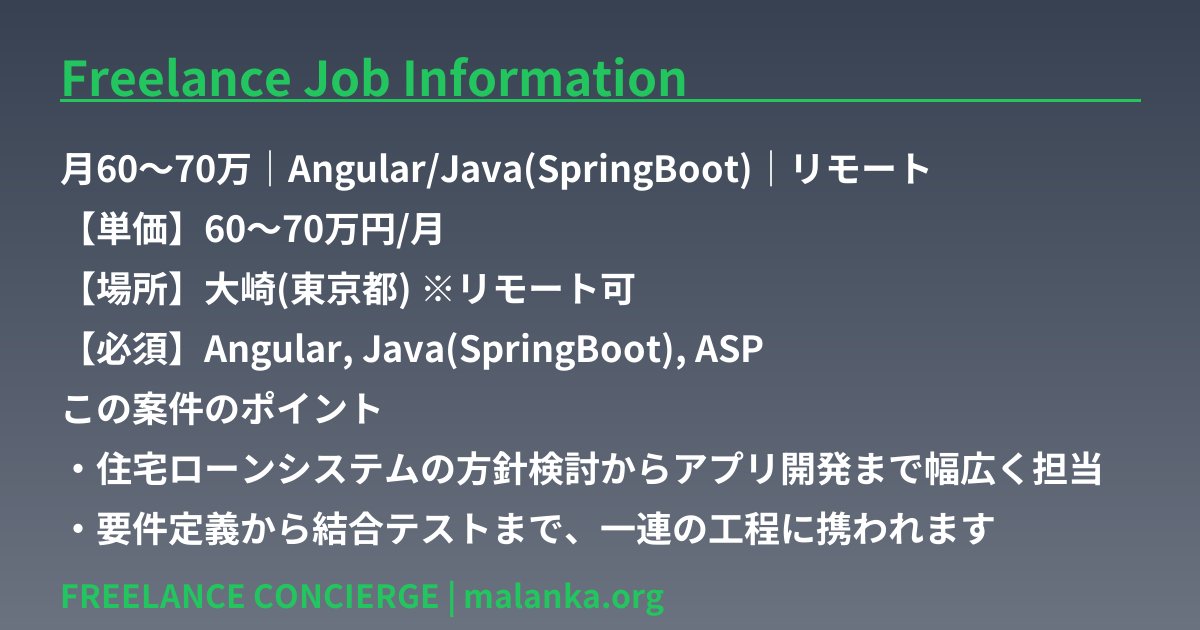 Freelance Job Information
月60〜70万｜Angular/Java(SpringBoot)｜リモート
【単価】60〜70万円/月
【場所】大崎(東京都) ※リモート可
【必須】Angular, Java(SpringBoot), ASP
この案件のポイント
・住宅ローンシステムの方針検討からアプリ開発まで幅広く担当
・要件定義から結合テストまで、一連の工程に携われます
FREELANCE CONCIERGE | malanka.org